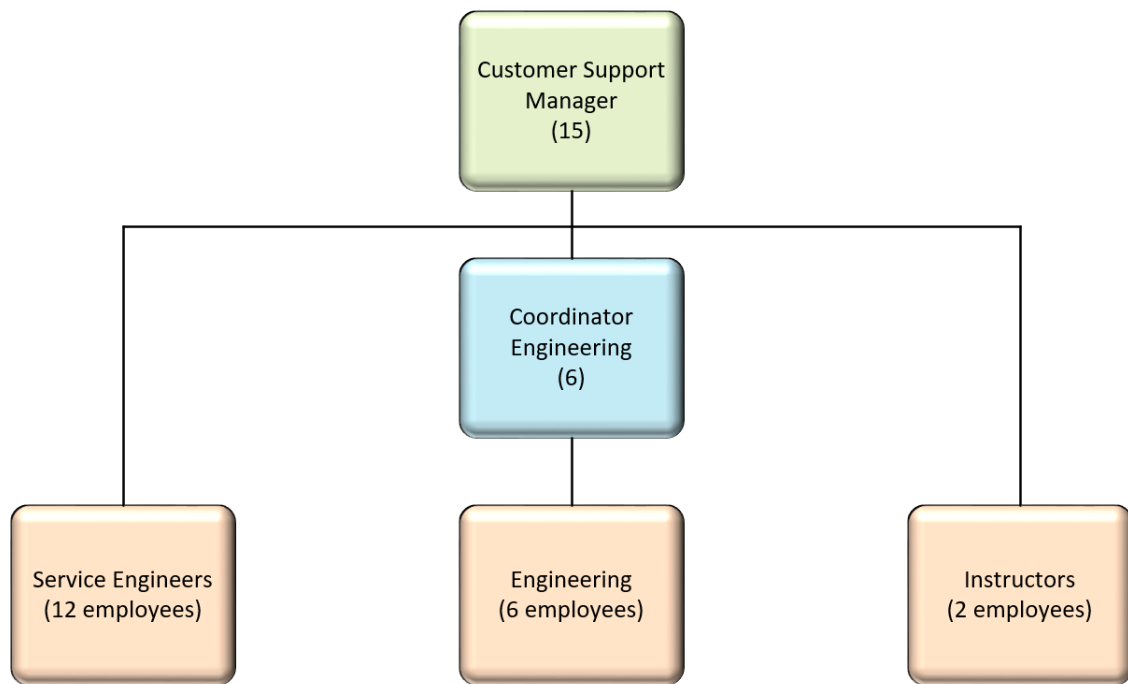 Customer Support
Manager
(15)
Coordinator
Engineering
(6)
Service Engineers
(12 employees)
Engineering
(6 employees)
Instructors
(2 employees)